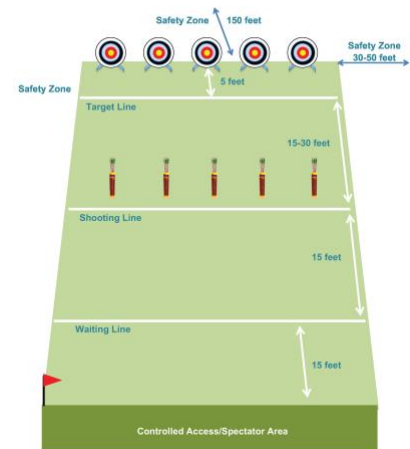 Safety Zone
150 feet
Safety Zone
30-50 feet
Safety Zone
5 feet
Target Line
15-30 feet
Shooting Line
15 feet
Waiting Line
15 feet
Controlled Access/Spectator Area